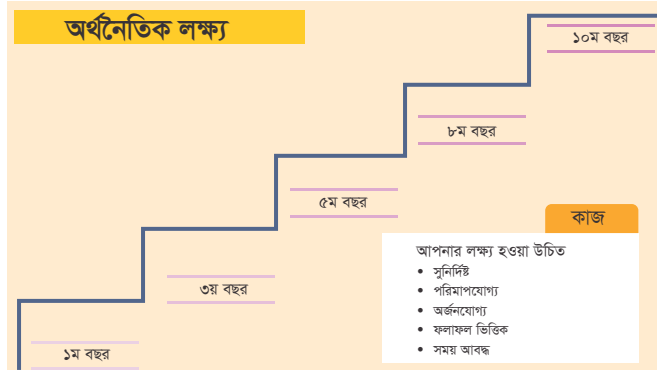 অর্থনৈতিক লক্ষ্য
১০ম বছর
৮ম বছর
৫ম বছর
৩য় বছর
১ম বছর
কাজ
আপনার লক্ষ্য হওয়া উচিত
• সুনির্দিষ্ট
• পরিমাপযোগ্য
• অর্জনযোগ্য
• ফলাফল ভিত্তিক
• সময় আবদ্ধ